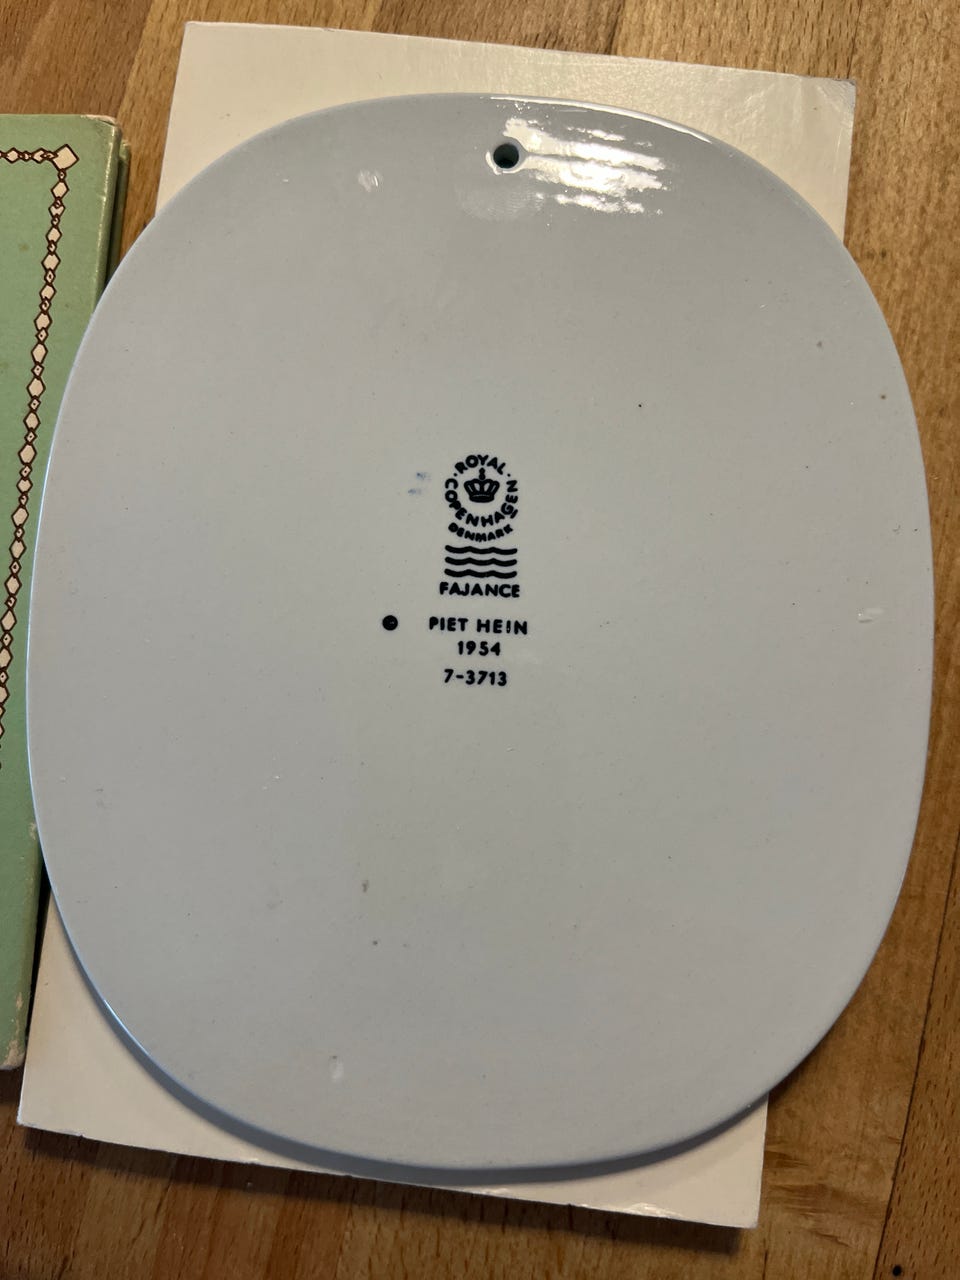 ROYAL
COPENHAGEN
DENMARK
FAJANCE
© PIET HEIN
1954
7-3713